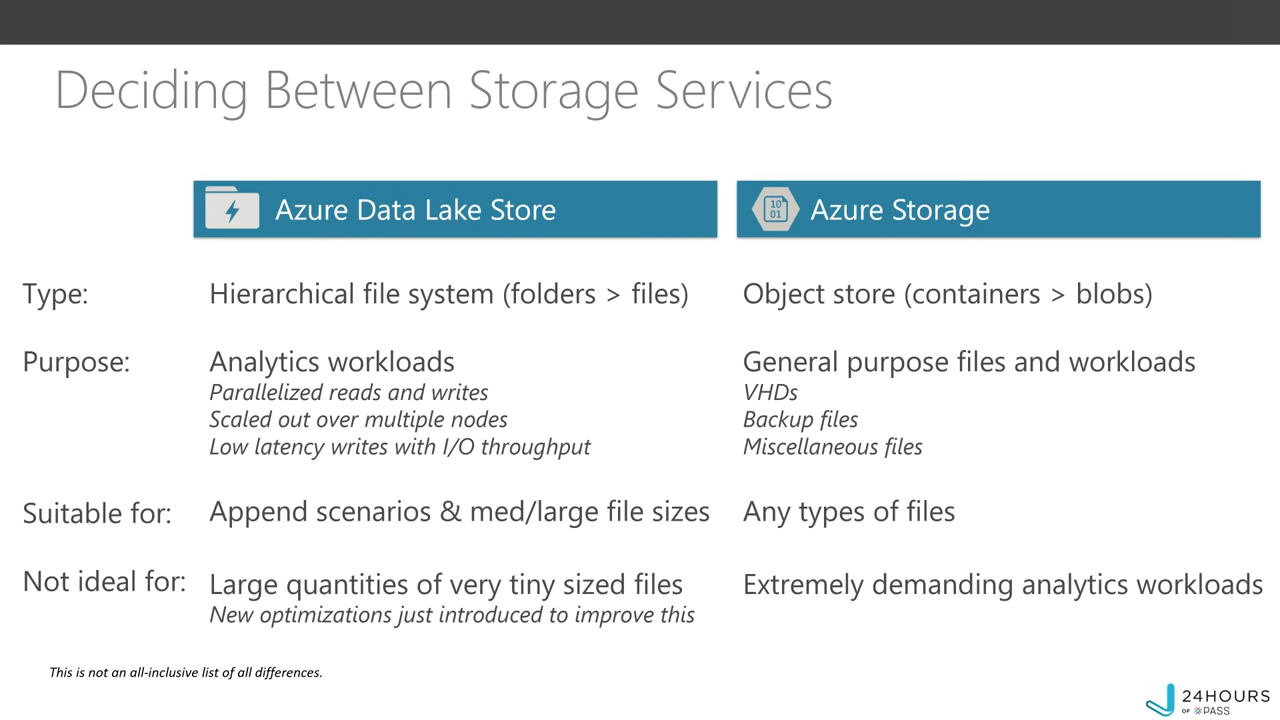 Deciding Between Storage Services
Azure Data Lake Store
10
01
Azure Storage
Type:
Hierarchical file system (folders > files)
Object store (containers > blobs)
Purpose:
Analytics workloads
Parallelized reads and writes
Scaled out over multiple nodes
Low latency writes with I/O throughput
General purpose files and workloads
VHDs
Backup files
Miscellaneous files
Suitable for:
Append scenarios & med/large file sizes
Any types of files
Not ideal for:
Large quantities of very tiny sized files
New optimizations just introduced to improve this
Extremely demanding analytics workloads
This is not an all-inclusive list of all differences.
24HOURS
OF PASS